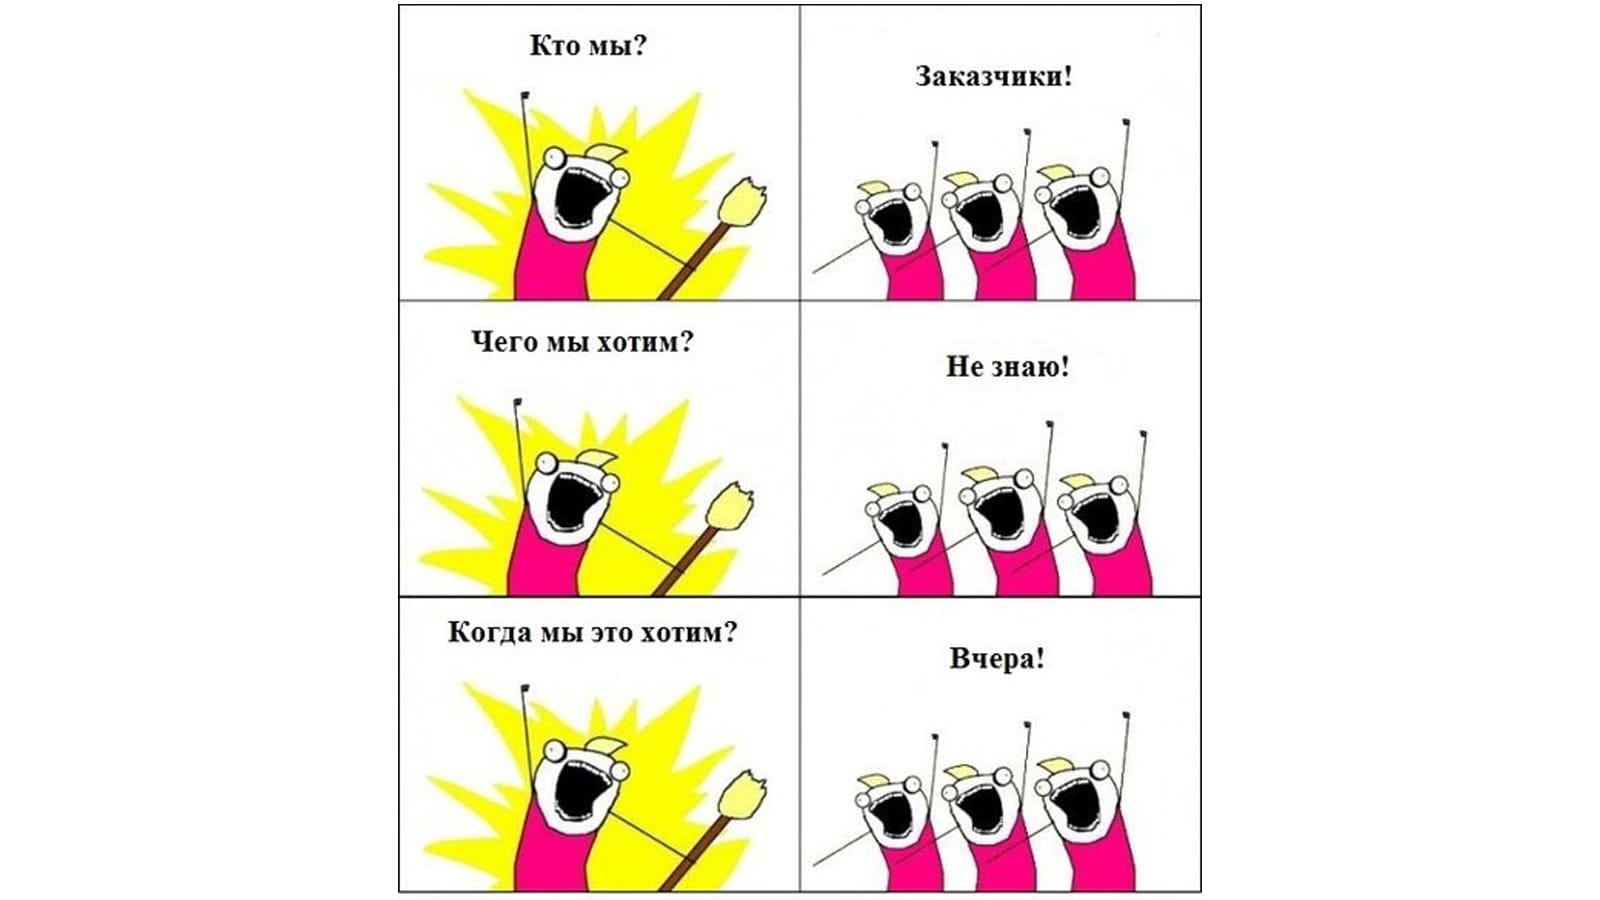 Кто мы?
Заказчики!
Чего мы хотим?
Не знаю!
Когда мы это хотим?
Вчера!